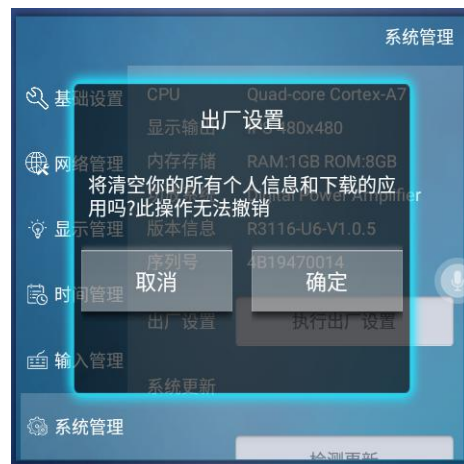 系统管理
基础设置
CPU
Quad-core Cortex-A7
出厂设置
显示输出
480x480
网络管理
内存存储
RAM:1GB ROM:8GB
将清空你的所有个人信息和下载的应
用吗?此操作无法撤销
Power Amplifier
显示管理
版本信息
R3116-U6-V1.0.5
序列号
4B19470014
取消
确定
时间管理
出厂设置
执行出厂设置
输入管理
系统更新
系统管理
检测更新